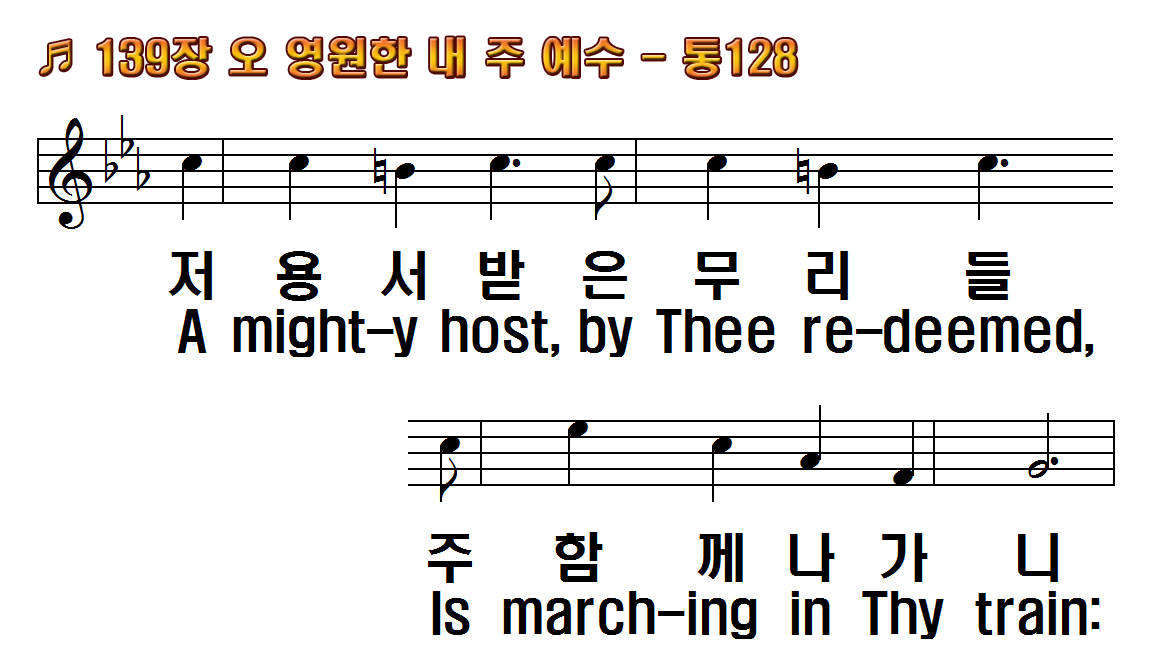 ♬ 139장 오 영원한 내 주 예수 - 통128
저 용 서 받 은 무 리 들
A might-y host, by Thee re-deemed,
주 함 께 나 가 니
Is march-ing in Thy train: